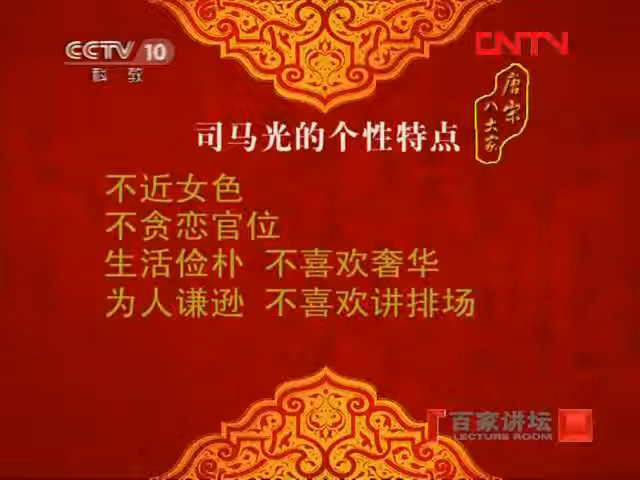 CCTV 10
科教
CNTV
唐宋
八大家
司马光的个性特点
不近女色
不贪恋官位
生活俭朴 不喜欢奢华
为人谦逊 不喜欢讲排场
百家讲坛
LECTURE ROOM